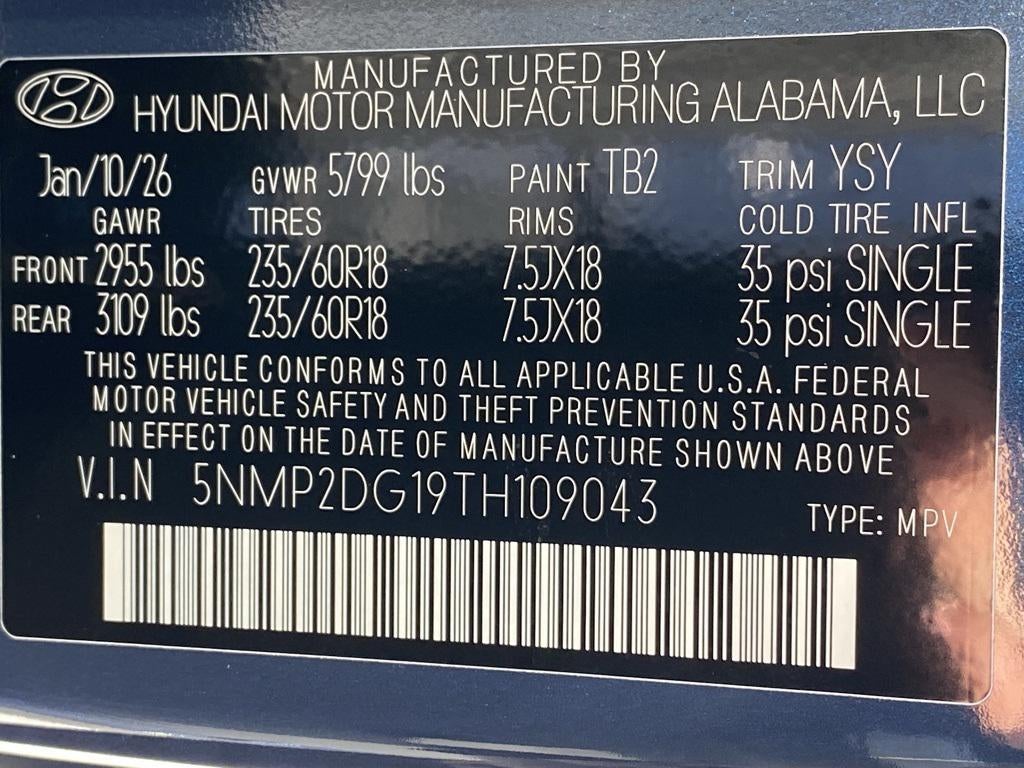 MANUFACTURED BY
HYUNDAI MOTOR MANUFACTURING ALABAMA, LLC
Jan/10/26 GVWR 5799 lbs PAINT TB2 TRIM YSY
GAWR TIRES RIMS COLD TIRE INFL
FRONT 2955 lbs 235/60R18 7.5JX18 35 psi SINGLE
REAR 3109 lbs 235/60R18 7.5JX18 35 psi SINGLE
THIS VEHICLE CONFORMS TO ALL APPLICABLE U.S.A. FEDERAL
MOTOR VEHICLE SAFETY AND THEFT PREVENTION STANDARDS
IN EFFECT ON THE DATE OF MANUFACTURE SHOWN ABOVE
V.I.N 5NMP2DG19TH109043
TYPE: MPV